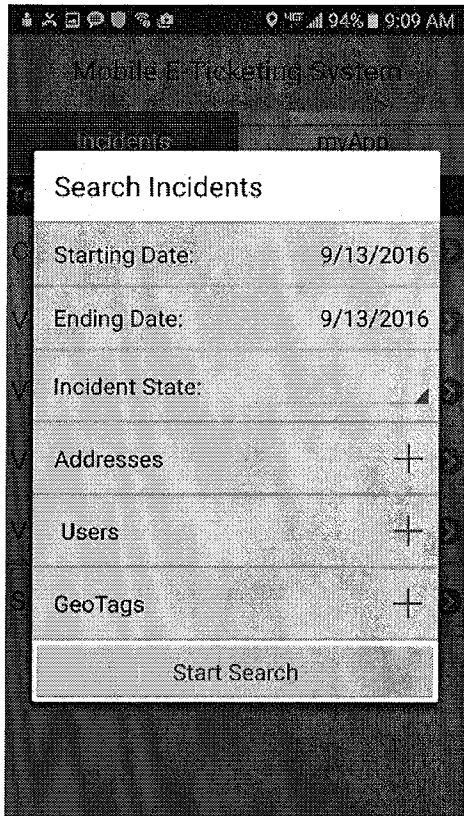 94% 9:09 AM
Mobile E-Ticketing System
Incidents myApp
Search Incidents
Starting Date: 9/13/2016
Ending Date: 9/13/2016
Incident State:
Addresses +
Users +
GeoTags +
Start Search